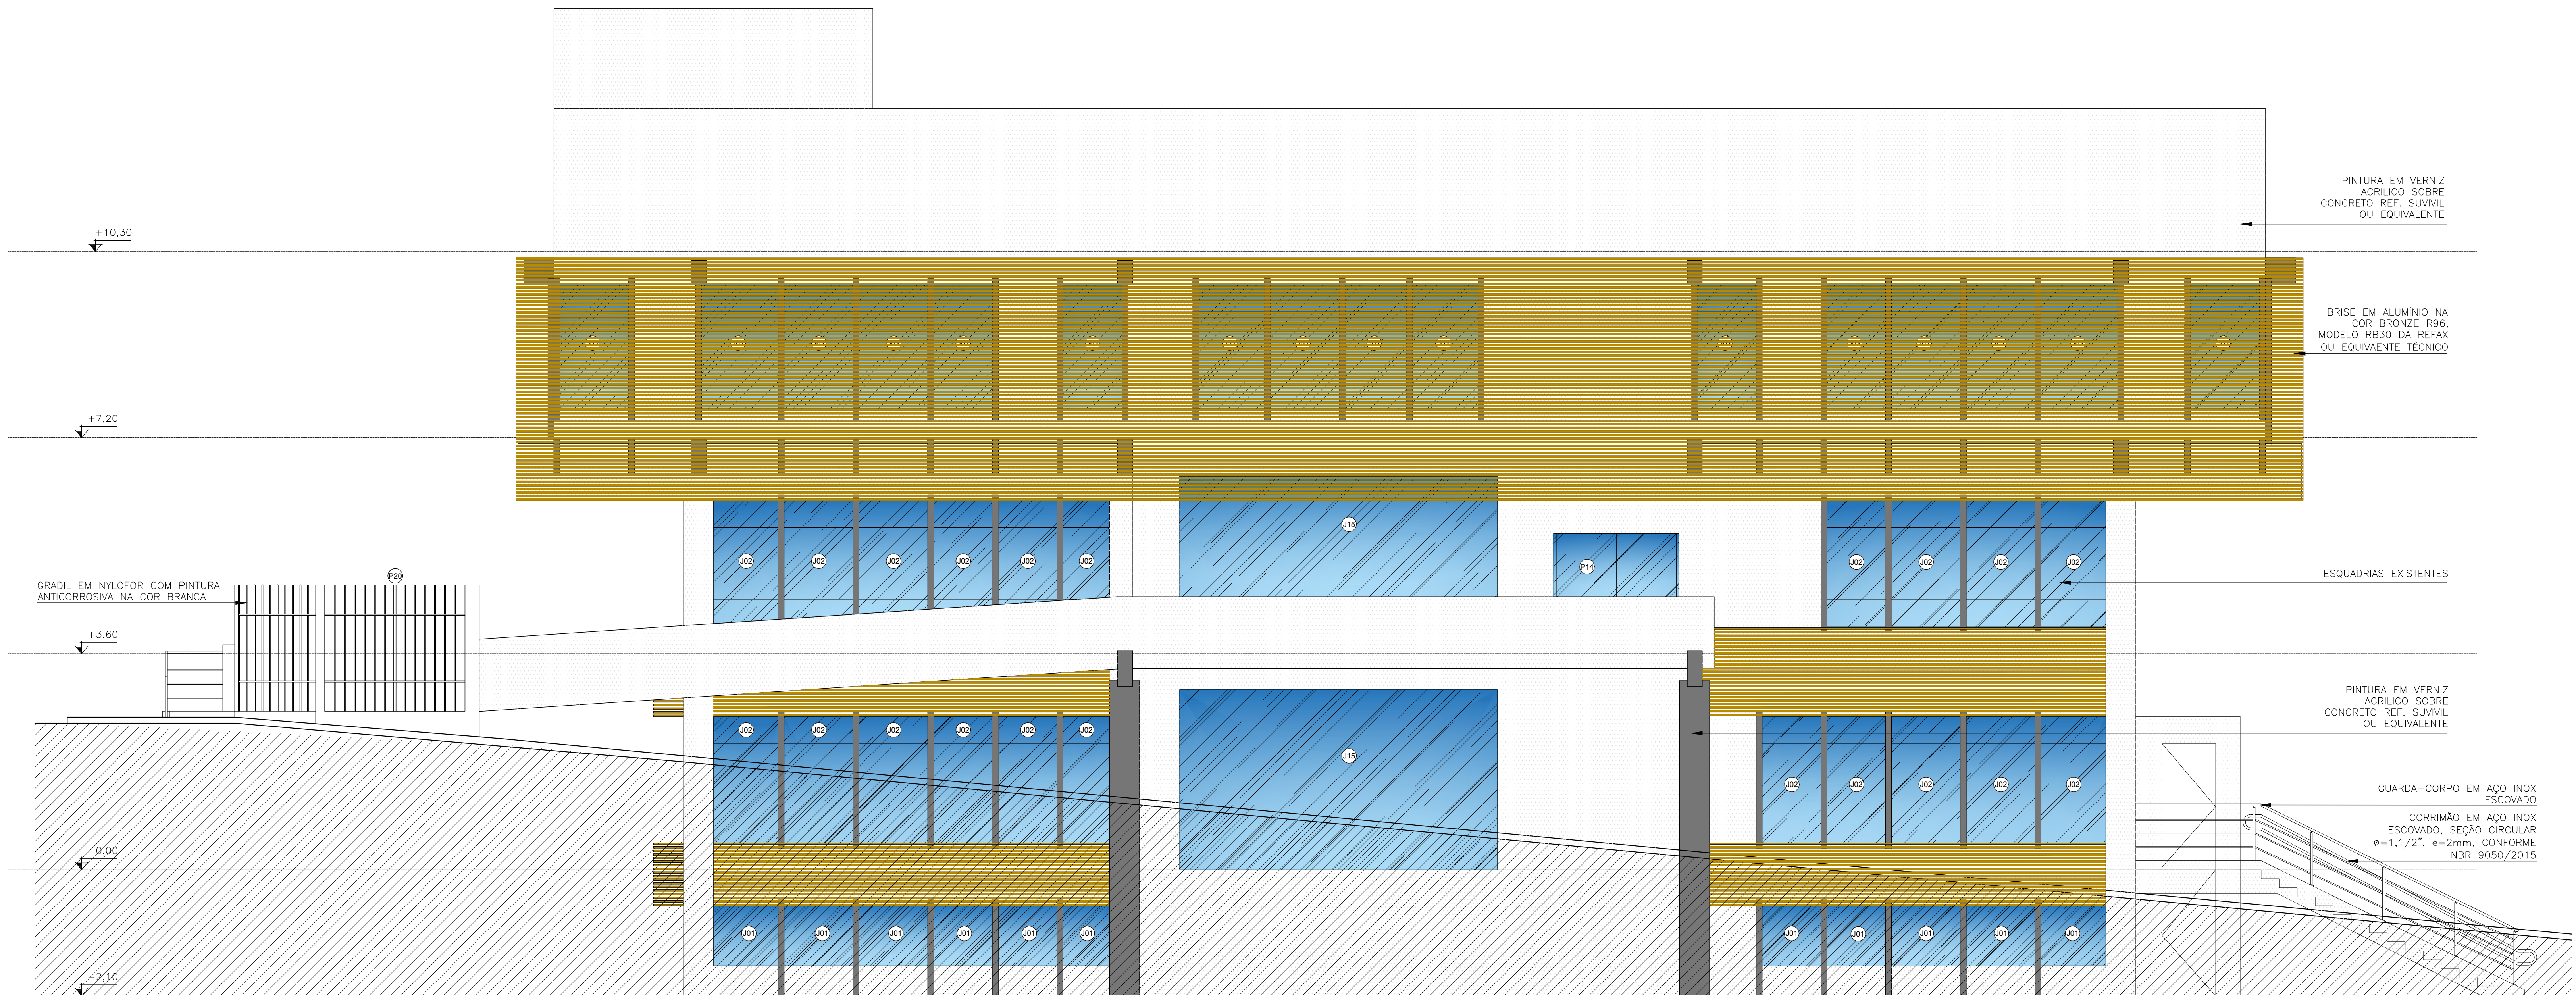 PINTURA EM VERNIZ
ACRILICO SOBRE
CONCRETO REF. SUVIVIL
OU EQUIVALENTE
+10,30
BRISE EM ALUMÍNIO NA
COR BRONZE R96,
MODELO RB30 DA REFAX
OU EQUIVAENTE TÉCNICO
+7,20
J15
J02 J02 J02 J02 J02 J02 P14 J02 J02 J02 J02
ESQUADRIAS EXISTENTES
P20
GRADIL EM NYLOFOR COM PINTURA
ANTICORROSIVA NA COR BRANCA
+3,60
PINTURA EM VERNIZ
ACRILICO SOBRE
CONCRETO REF. SUVIVIL
OU EQUIVALENTE
J02 J02 J02 J02 J02 J02
J15
J02 J02 J02 J02 J02
GUARDA-CORPO EM AÇO INOX
ESCOVADO
CORRIMÃO EM AÇO INOX
ESCOVADO, SEÇÃO CIRCULAR
ø=1,1/2", e=2mm, CONFORME
NBR 9050/2015
0,00
J01 J01 J01 J01 J01 J01 J01 J01 J01 J01 J01
-2,10